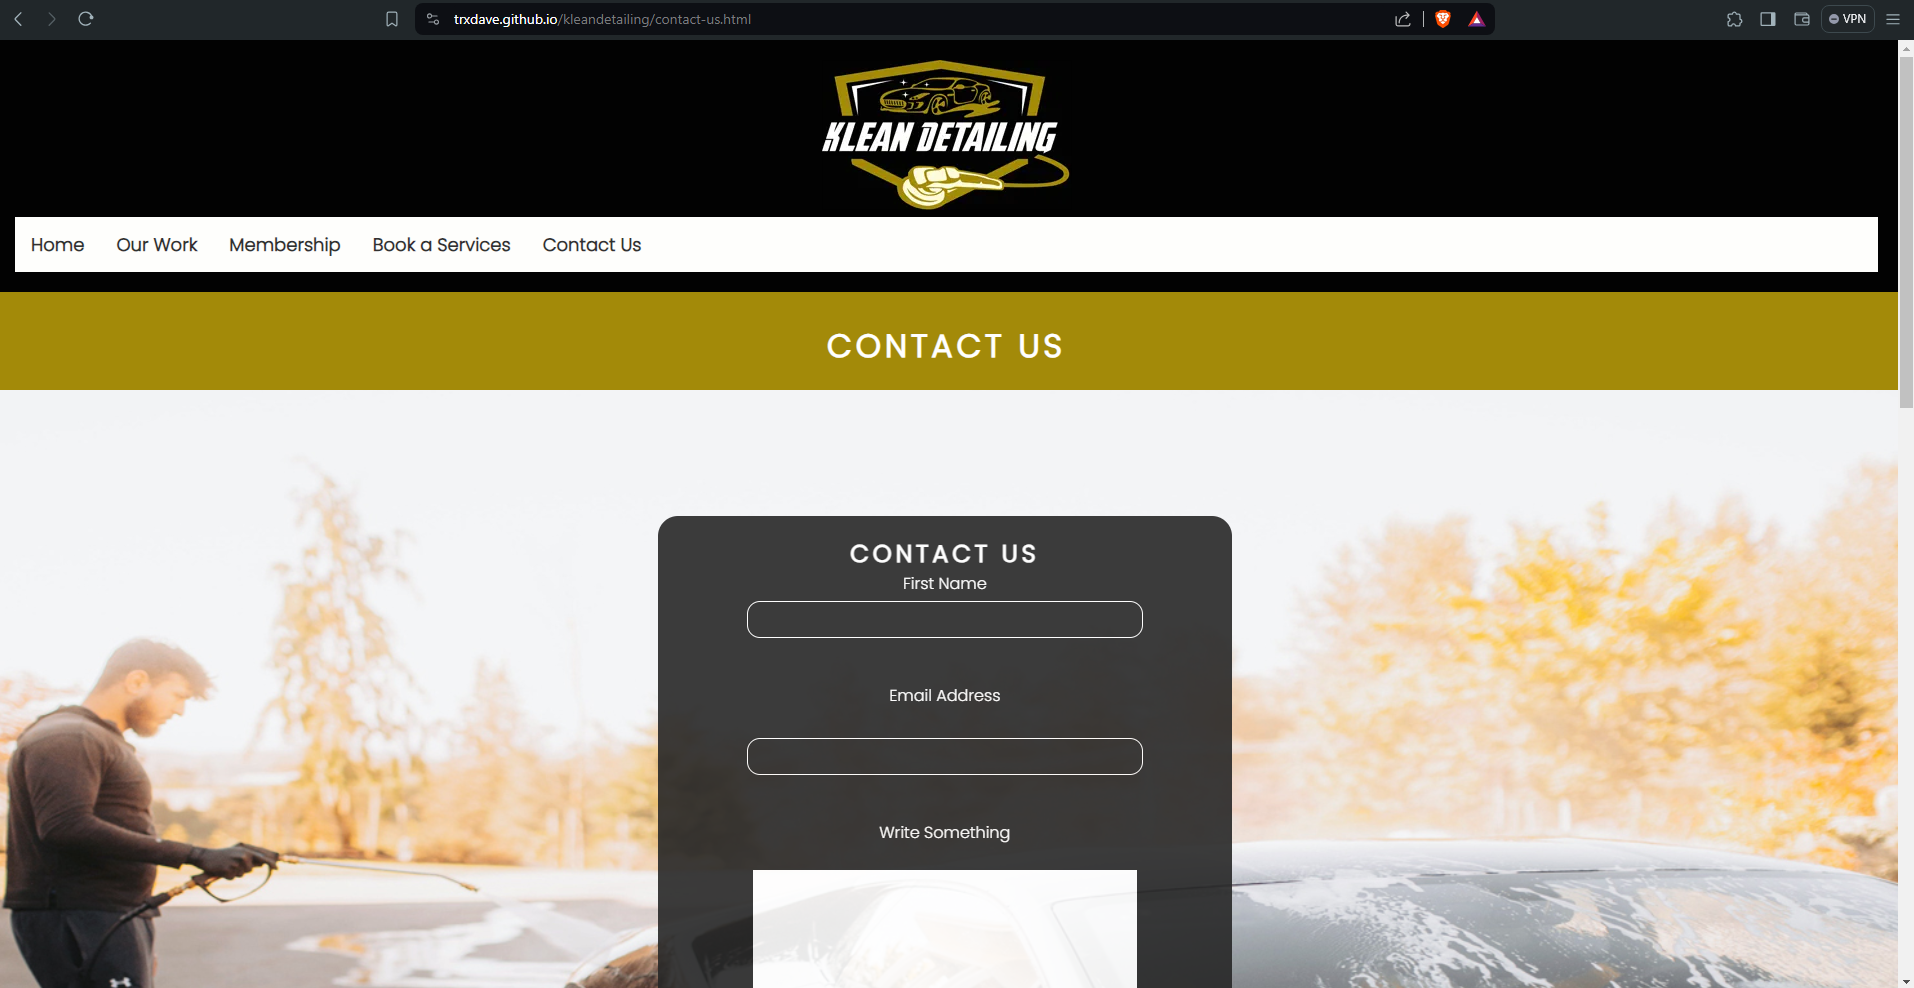 trxdave.github.io/kleandetailing/contact-us.html
VPN
KLEAN DETAILING
Home Our Work Membership Book a Services Contact Us
CONTACT US
CONTACT US
First Name
Email Address
Write Something